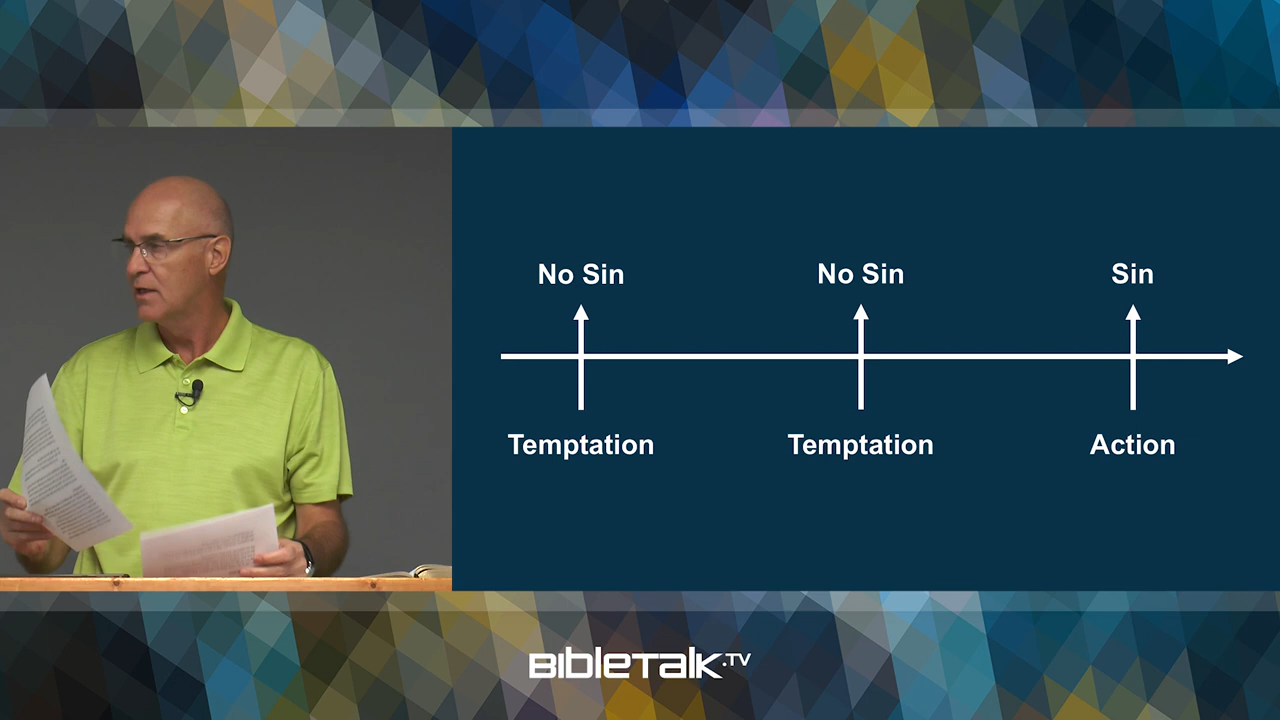 No Sin
No Sin
Sin
Temptation
Temptation
Action
BIBLETALK.TV